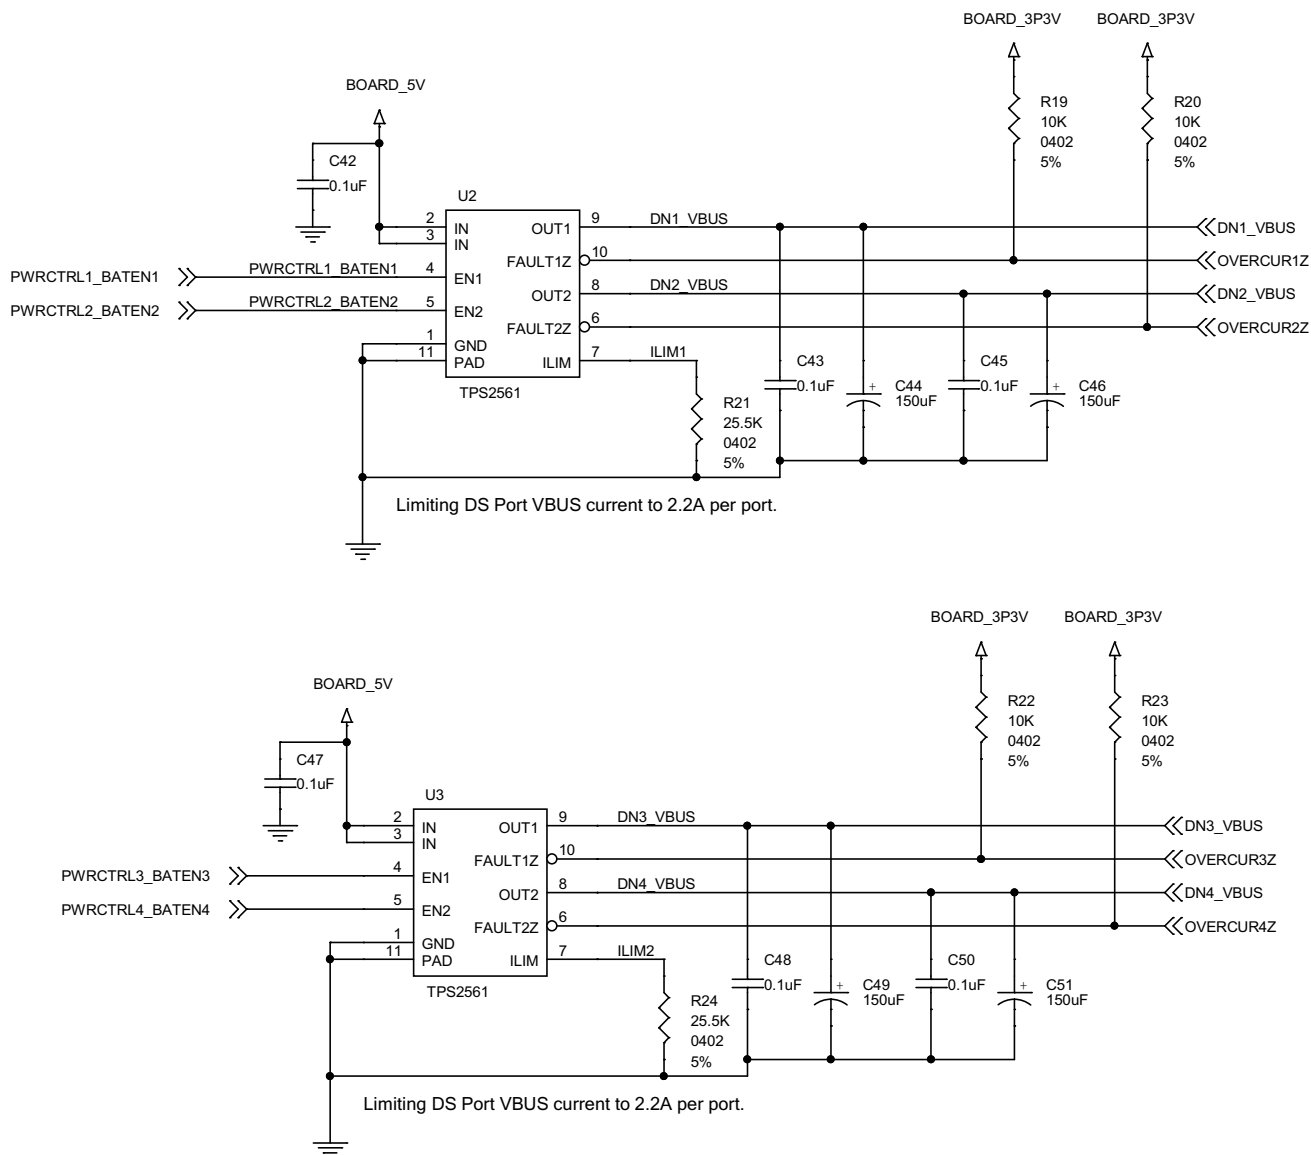 BOARD_3P3V BOARD_3P3V
BOARD_5V
R19
10K
0402
5%
R20
10K
0402
5%
C42
0.1uF
U2
2 IN
3 IN
OUT1 9 DN1_VBUS
DN1_VBUS
FAULT1Z 10
OVERCUR1Z
PWRCTRL1_BATEN1 PWRCTRL1_BATEN1 4 EN1
OUT2 8 DN2_VBUS
DN2_VBUS
PWRCTRL2_BATEN2 PWRCTRL2_BATEN2 5 EN2
FAULT2Z 6
OVERCUR2Z
1 GND
11 PAD
ILIM 7 ILIM1
TPS2561
R21
25.5K
0402
5%
C43
0.1uF
+
C44
150uF
C45
0.1uF
+
C46
150uF
Limiting DS Port VBUS current to 2.2A per port.
BOARD_3P3V BOARD_3P3V
BOARD_5V
R22
10K
0402
5%
R23
10K
0402
5%
C47
0.1uF
U3
2 IN
3 IN
OUT1 9 DN3_VBUS
DN3_VBUS
FAULT1Z 10
OVERCUR3Z
PWRCTRL3_BATEN3 4 EN1
OUT2 8 DN4_VBUS
DN4_VBUS
PWRCTRL4_BATEN4 5 EN2
FAULT2Z 6
OVERCUR4Z
1 GND
11 PAD
ILIM 7 ILIM2
TPS2561
R24
25.5K
0402
5%
C48
0.1uF
+
C49
150uF
C50
0.1uF
+
C51
150uF
Limiting DS Port VBUS current to 2.2A per port.